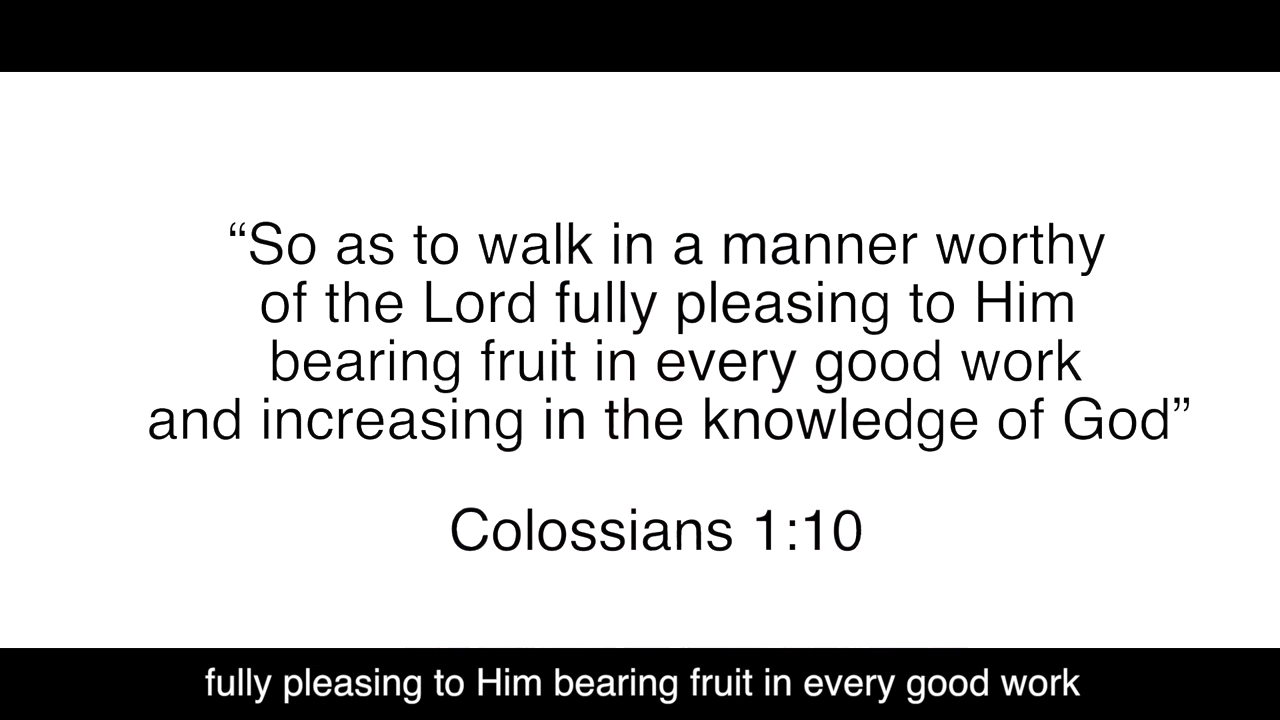 “So as to walk in a manner worthy
of the Lord fully pleasing to Him
bearing fruit in every good work
and increasing in the knowledge of God”
Colossians 1:10
fully pleasing to Him bearing fruit in every good work